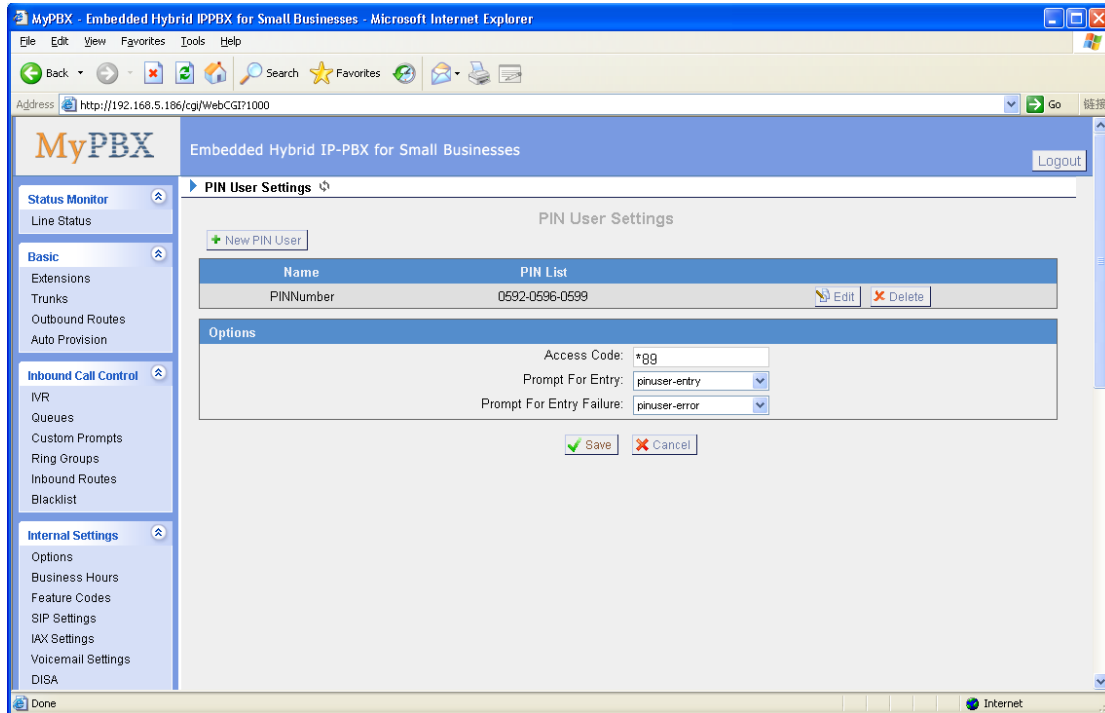 MyPBX - Embedded Hybrid IPPBX for Small Businesses - Microsoft Internet Explorer
File Edit View Favorites Tools Help
Back Search Favorites
Address http://192.168.5.186/cgi/WebCGI?1000 Go 链接
MyPBX Embedded Hybrid IP-PBX for Small Businesses
Logout
PIN User Settings
Status Monitor
Line Status
Basic
Extensions
Trunks
Outbound Routes
Auto Provision
Inbound Call Control
IVR
Queues
Custom Prompts
Ring Groups
Inbound Routes
Blacklist
Internal Settings
Options
Business Hours
Feature Codes
SIP Settings
IAX Settings
Voicemail Settings
DISA
PIN User Settings
New PIN User
Name PIN List
PINNumber 0592-0596-0599 Edit Delete
Options
Access Code: *89
Prompt For Entry: pinuser-entry
Prompt For Entry Failure: pinuser-error
Save Cancel
Done Internet